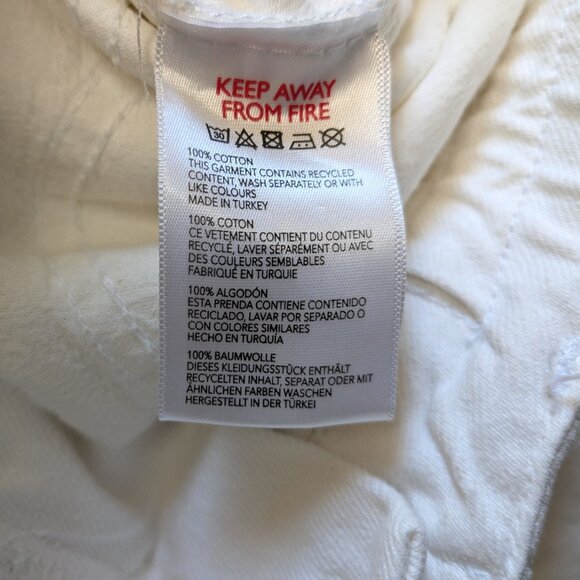 KEEP AWAY
FROM FIRE
30
100% COTTON
THIS GARMENT CONTAINS RECYCLED
CONTENT, WASH SEPARATELY OR WITH
LIKE COLOURS
MADE IN TURKEY
100% COTON
CE VETEMENT CONTIENT DU CONTENU
RECYCLÉ, LAVER SÉPARÉMENT OU AVEC
DES COULEURS SEMBLABLES
FABRIQUÉ EN TURQUIE
100% ALGODÓN
ESTA PRENDA CONTIENE CONTENIDO
RECICLADO, LAVAR POR SEPARADO O
CON COLORES SIMILARES
HECHO EN TURQUÍA
100% BAUMWOLLE
DIESES KLEIDUNGSSTÜCK ENTHÄLT
RECYCELTEN INHALT, SEPARAT ODER MIT
ÄHNLICHEN FARBEN WASCHEN
HERGESTELLT IN DER TÜRKEI